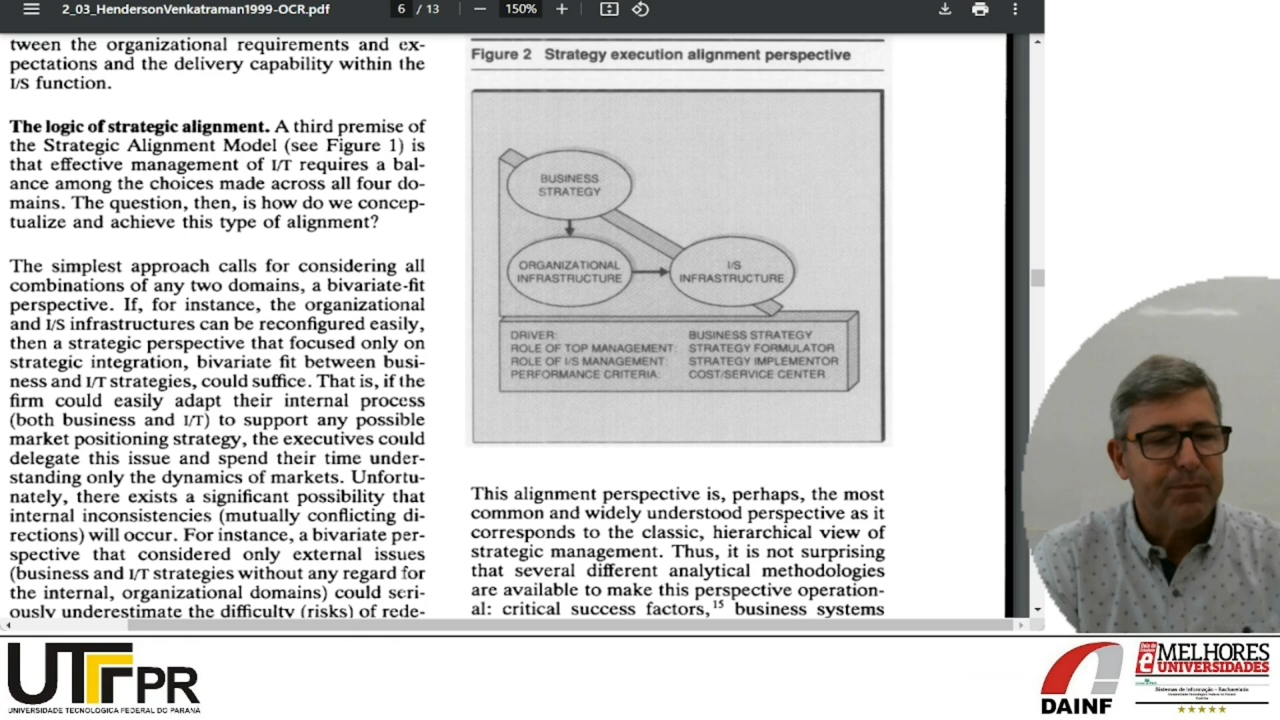 2_03_HendersonVenkatraman1999-OCR.pdf
6 / 13
150%
tween the organizational requirements and ex-
pectations and the delivery capability within the
I/S function.
The logic of strategic alignment. A third premise of
the Strategic Alignment Model (see Figure 1) is
that effective management of I/T requires a bal-
ance among the choices made across all four do-
mains. The question, then, is how do we concep-
tualize and achieve this type of alignment?
The simplest approach calls for considering all
combinations of any two domains, a bivariate-fit
perspective. If, for instance, the organizational
and I/S infrastructures can be reconfigured easily,
then a strategic perspective that focused only on
strategic integration, bivariate fit between busi-
ness and I/T strategies, could suffice. That is, if the
firm could easily adapt their internal process
(both business and I/T) to support any possible
market positioning strategy, the executives could
delegate this issue and spend their time under-
standing only the dynamics of markets. Unfortu-
nately, there exists a significant possibility that
internal inconsistencies (mutually conflicting di-
rections) will occur. For instance, a bivariate per-
spective that considered only external issues
(business and I/T strategies without any regard for
the internal, organizational domains) could seri-
ously underestimate the difficulty (risks) of rede-
Figure 2 Strategy execution alignment perspective
BUSINESS
STRATEGY
ORGANIZATIONAL
INFRASTRUCTURE
I/S
INFRASTRUCTURE
DRIVER: BUSINESS STRATEGY
ROLE OF TOP MANAGEMENT: STRATEGY FORMULATOR
ROLE OF I/S MANAGEMENT: STRATEGY IMPLEMENTOR
PERFORMANCE CRITERIA: COST/SERVICE CENTER
This alignment perspective is, perhaps, the most
common and widely understood perspective as it
corresponds to the classic, hierarchical view of
strategic management. Thus, it is not surprising
that several different analytical methodologies
are available to make this perspective operation-
al: critical success factors,15 business systems
UTFPR
UNIVERSIDADE TECNOLÓGICA FEDERAL DO PARANÁ
DAINF
MELHORES
UNIVERSIDADES
Sistemas de Informação - Bacharelado